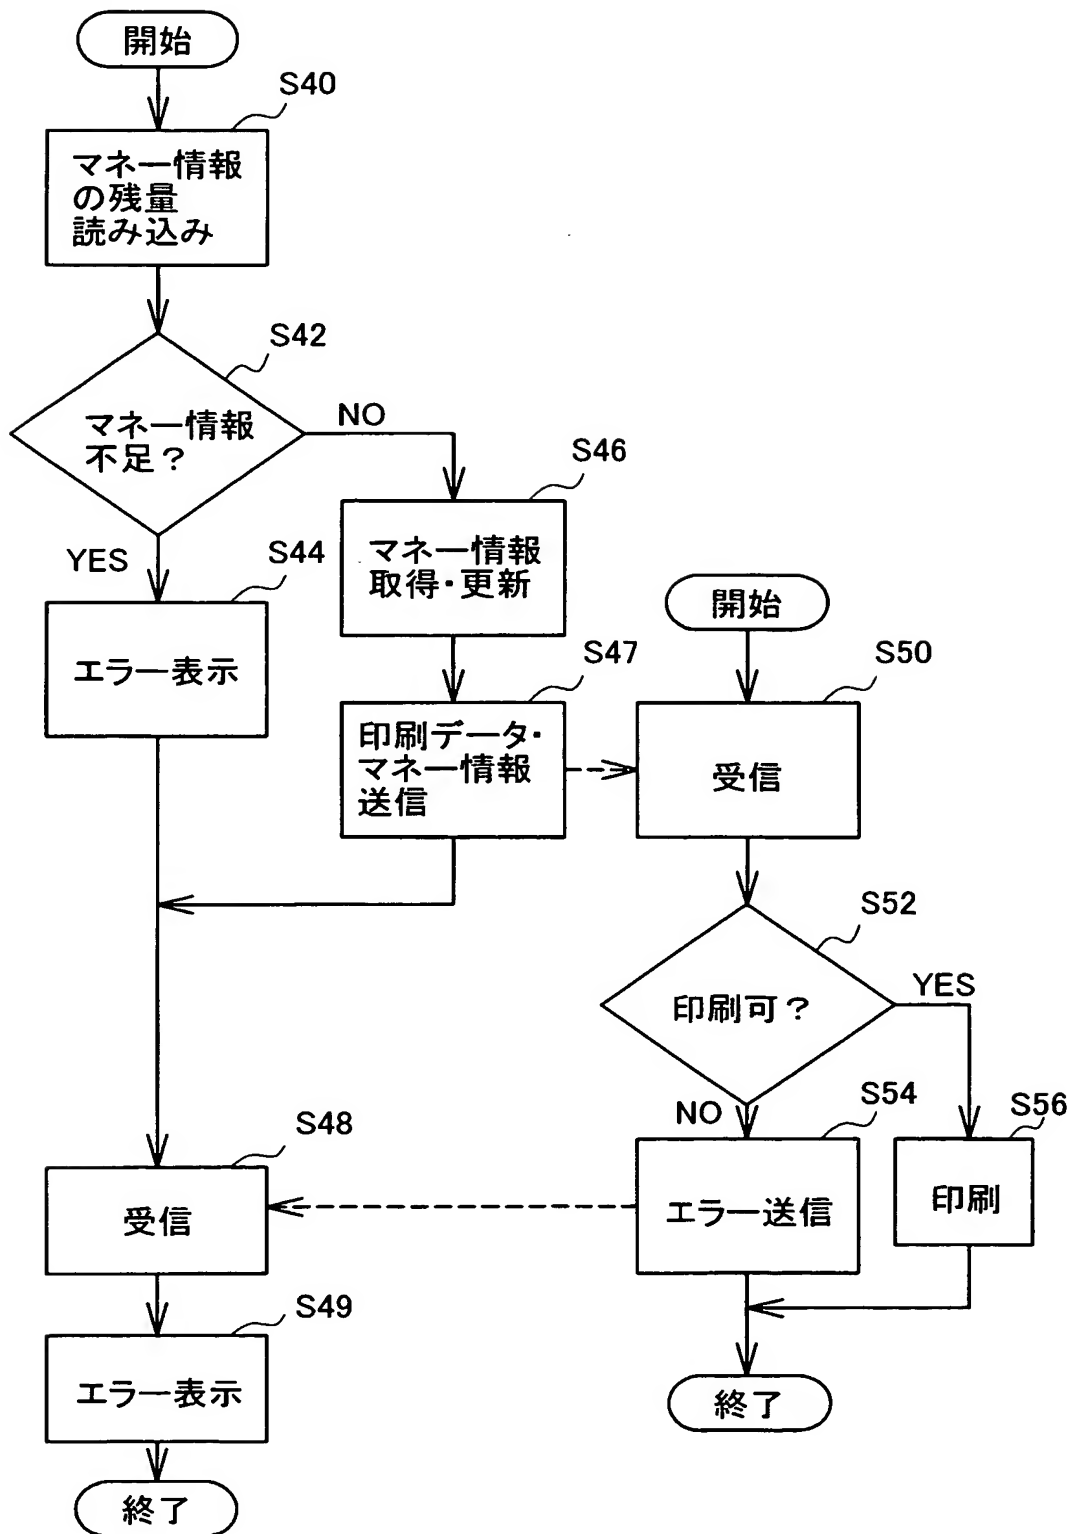 開始
S40
マネー情報
の残量
読み込み
S42
マネー情報
不足？
NO
YES
S44
エラー表示
S46
マネー情報
取得・更新
S47
印刷データ・
マネー情報
送信
開始
S50
受信
S52
印刷可？
YES
NO
S54
エラー送信
S56
印刷
終了
S48
受信
S49
エラー表示
終了